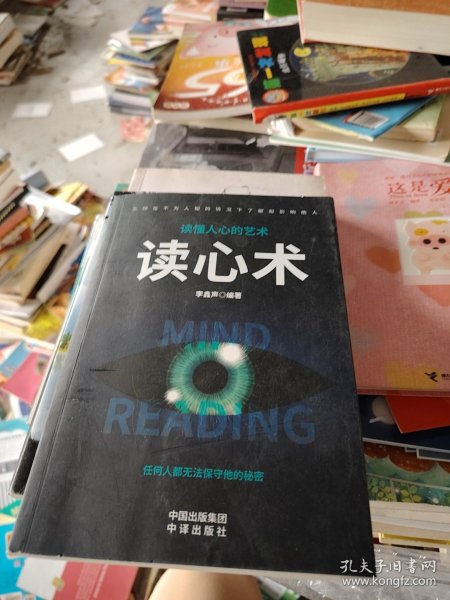 读懂人心的艺术
读心术
李鑫声◎编著
MIND
READING
任何人都无法保守他的秘密
中国出版集团
中译出版社
这是爱
65
孔夫子旧书网
www.kongfz.com